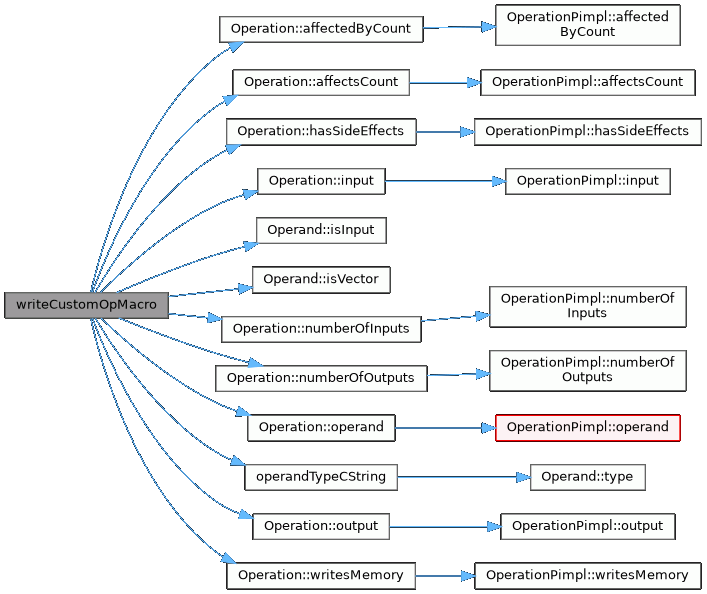 Operation::affectedByCount
OperationPimpl::affected
ByCount
Operation::affectsCount
OperationPimpl::affectsCount
Operation::hasSideEffects
OperationPimpl::hasSideEffects
Operation::input
OperationPimpl::input
Operand::isInput
Operand::isVector
writeCustomOpMacro
Operation::numberOfInputs
OperationPimpl::numberOf
Inputs
Operation::numberOfOutputs
OperationPimpl::numberOf
Outputs
Operation::operand
OperationPimpl::operand
operandTypeCString
Operand::type
Operation::output
OperationPimpl::output
Operation::writesMemory
OperationPimpl::writesMemory